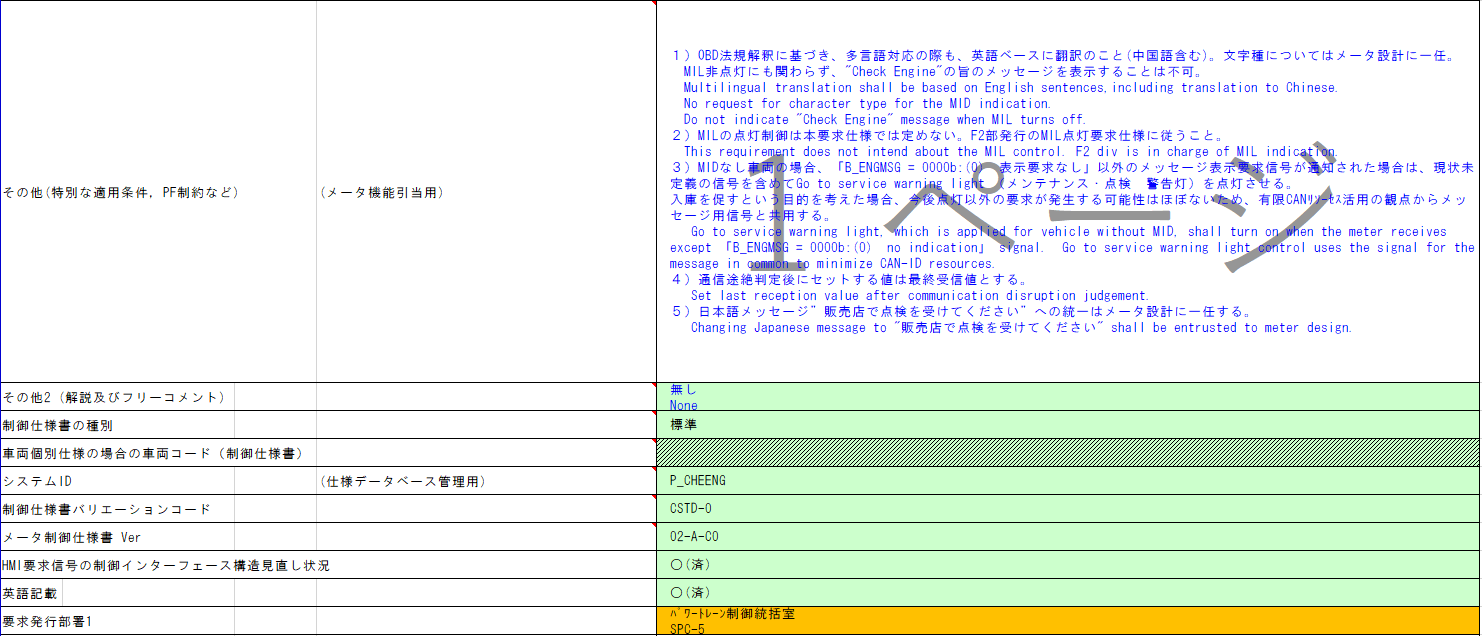 １）OBD法規解釈に基づき、多言語対応の際も、英語ベースに翻訳のこと(中国語含む)。文字種についてはメータ設計に一任。
MIL非点灯にも関わらず、"Check Engine"の旨のメッセージを表示することは不可。
Multilingual translation shall be based on English sentences,including translation to Chinese.
No request for character type for the MID indication.
Do not indicate "Check Engine" message when MIL turns off.
２）MILの点灯制御は本要求仕様では定めない。F2部発行のMIL点灯要求仕様に従うこと。
This requirement does not intend about the MIL control. F2 div is in charge of MIL indication.
その他(特別な適用条件，PF制約など)
（メータ機能引当用）
３）MIDなし車両の場合、「B_ENGMSG = 0000b:(0)　表示要求なし」以外のメッセージ表示要求信号が通知された場合は、現状未
定義の信号を含めてGo to service warning light （メンテナンス・点検　警告灯）を点灯させる。
入庫を促すという目的を考えた場合、今後点灯以外の要求が発生する可能性はほぼないため、有限CANﾘｿｰｾｽ活用の観点からメッ
セージ用信号と共用する。
Go to service warning light, which is applied for vehicle without MID, shall turn on when the meter receives
except 「B_ENGMSG = 0000b:(0)　no indication」 signal.  Go to service warning light control uses the signal for the
message in common to minimize CAN-ID resources.
４）通信途絶判定後にセットする値は最終受信値とする。
Set last reception value after communication disruption judgement.
５）日本語メッセージ”販売店で点検を受けてください”への統一はメータ設計に一任する。
Changing Japanese message to "販売店で点検を受けてください" shall be entrusted to meter design.
1 ページ
その他2（解説及びフリーコメント）
無し
None
制御仕様書の種別
標準
車両個別仕様の場合の車両コード（制御仕様書）
システムID
（仕様データベース管理用）
P_CHEENG
制御仕様書バリエーションコード
CSTD-0
メータ制御仕様書 Ver
02-A-C0
HMI要求信号の制御インターフェース構造見直し状況
○(済)
英語記載
○(済)
要求発行部署1
ﾊﾟﾜｰﾄﾚｰﾝ制御統括室
SPC-5